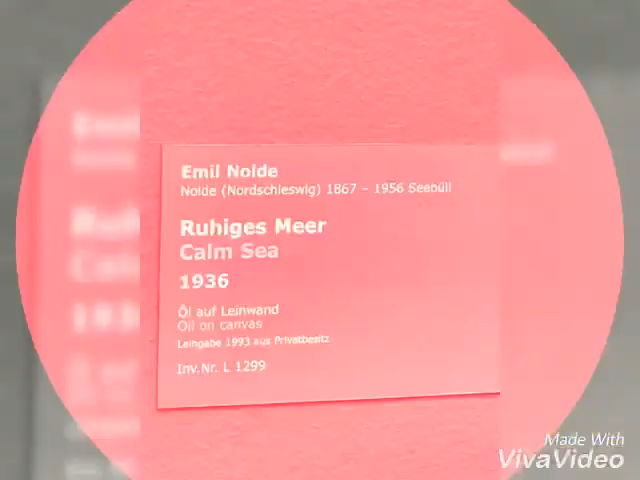 Emil Nolde
Nolde (Nordschleswig) 1867 – 1956 Seebüll
Ruhiges Meer
Calm Sea
1936
Öl auf Leinwand
Oil on canvas
Leihgabe 1993 aus Privatbesitz
Inv.Nr. L 1299
Made With
VivaVideo